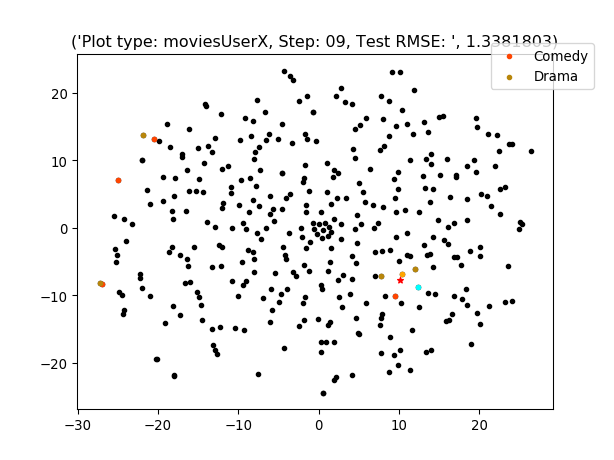 ('Plot type: moviesUserX, Step: 09, Test RMSE: ', 1.3381803)
Comedy
Drama
20
10
0
−10
−20
−30 −20 −10 0 10 20